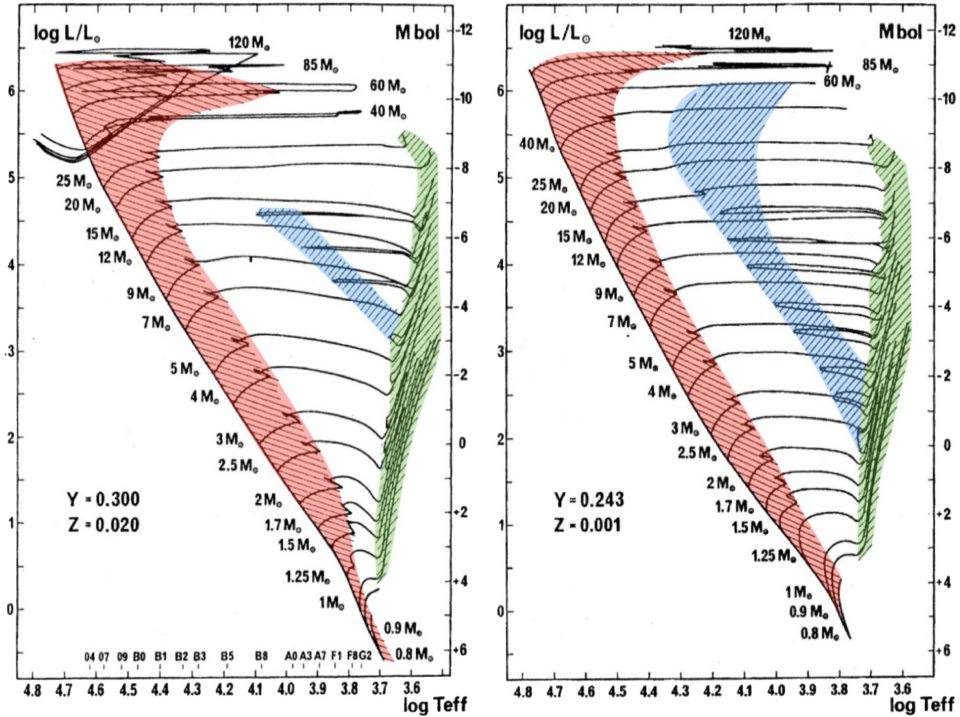 log L/L☉
M bol
120 M☉
85 M☉
60 M☉
40 M☉
25 M☉
20 M☉
15 M☉
12 M☉
9 M☉
7 M☉
5 M☉
4 M☉
3 M☉
2.5 M☉
2 M☉
1.7 M☉
1.5 M☉
1.25 M☉
1 M☉
0.9 M☉
0.8 M☉
6
5
4
3
2
1
0
-12
-10
-8
-6
-4
-2
0
+2
+4
+6
Y = 0.300
Z = 0.020
04 07 09 B0 B1 B2 B3 B5 B8 A0 A3 A7 F1 F8 G2
4.8 4.7 4.6 4.5 4.4 4.3 4.2 4.1 4.0 3.9 3.8 3.7
log Teff
log L/L☉
M bol
120 M☉
85 M☉
60 M☉
40 M☉
25 M☉
20 M☉
15 M☉
12 M☉
9 M☉
7 M☉
5 M☉
4 M☉
3 M☉
2.5 M☉
2 M☉
1.7 M☉
1.5 M☉
1.25 M☉
1 M☉
0.9 M☉
0.8 M☉
6
5
4
3
2
1
0
-12
-10
-8
-6
-4
-2
0
+2
+4
+6
Y = 0.243
Z = 0.001
4.8 4.7 4.6 4.5 4.4 4.3 4.2 4.1 4.0 3.9 3.8 3.7 3.6
log Teff